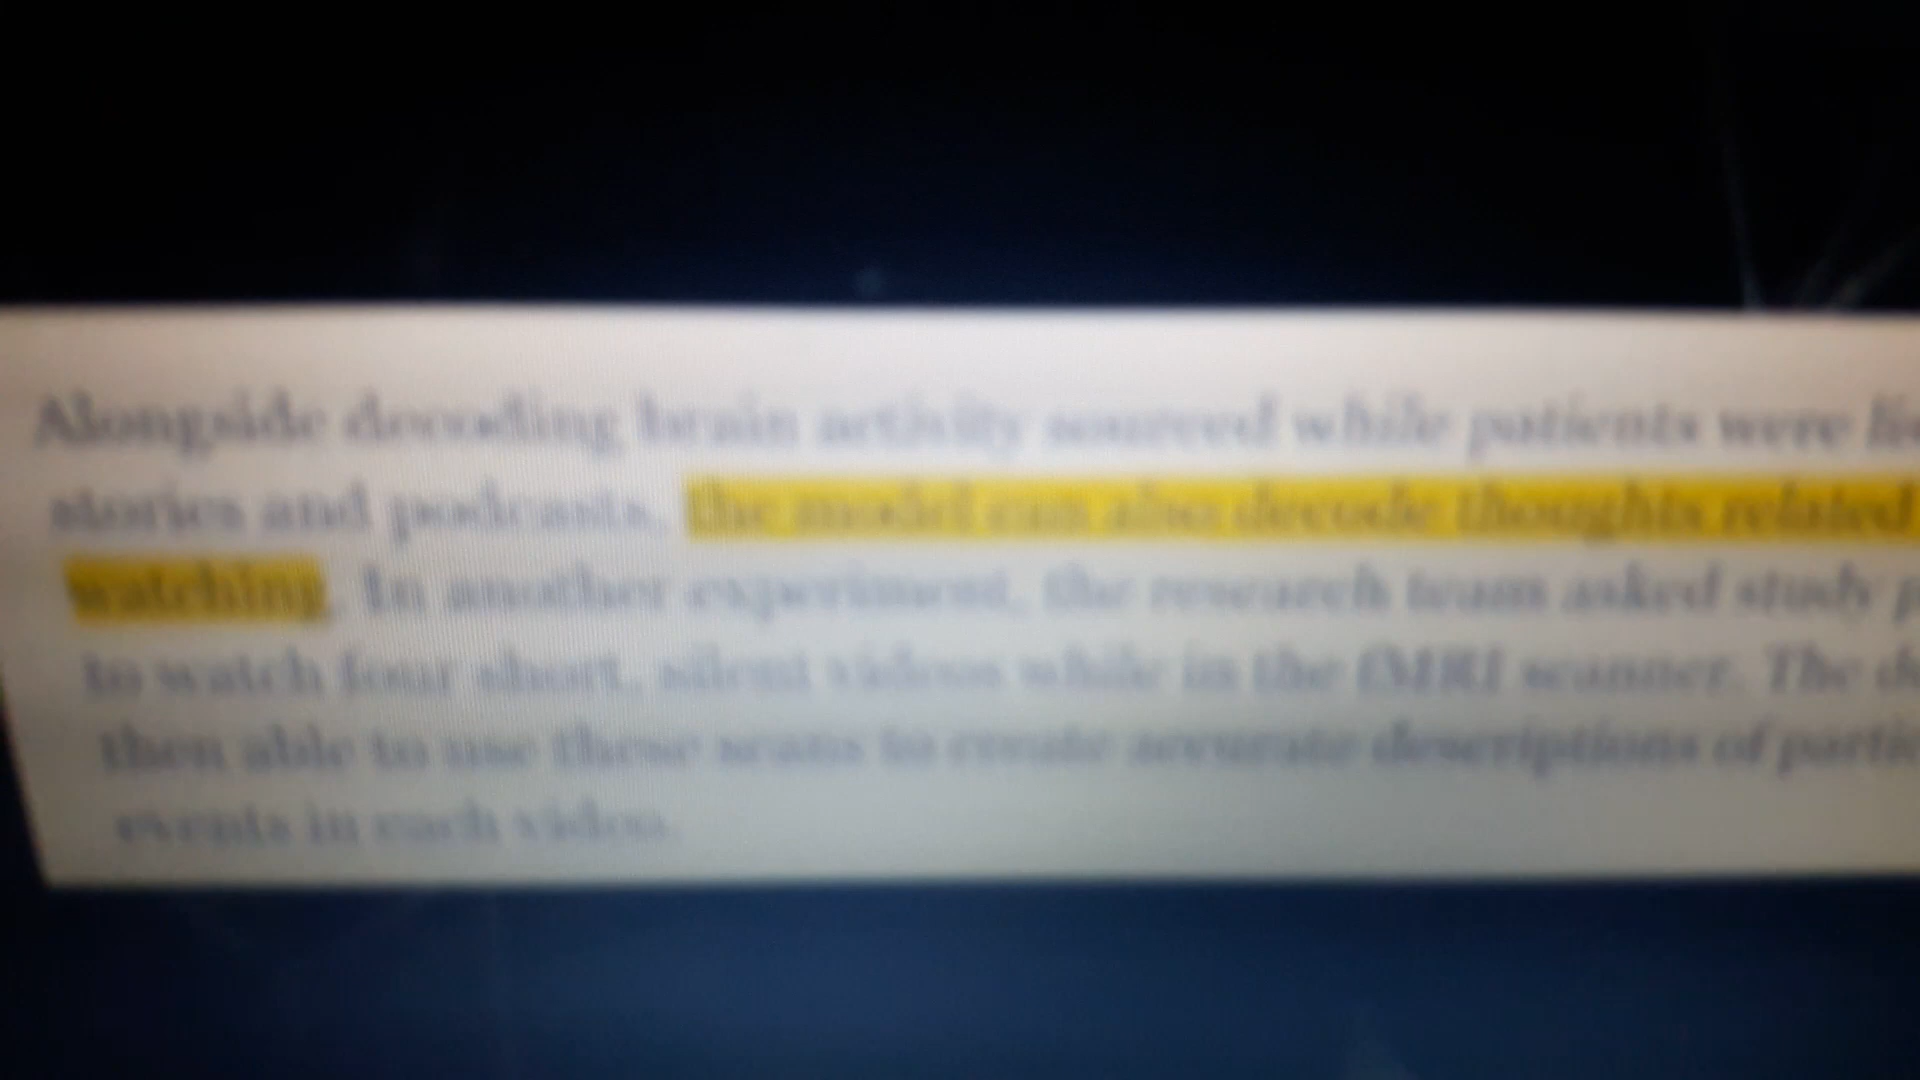 Alongside decoding brain activity sourced while patients were
stories and podcasts, the model can also decode thoughts related
watching. In another experiment, the research team asked study
to watch four short, silent videos while in the fMRI scanner. The
then able to use these scans to create accurate descriptions of
events in each video.